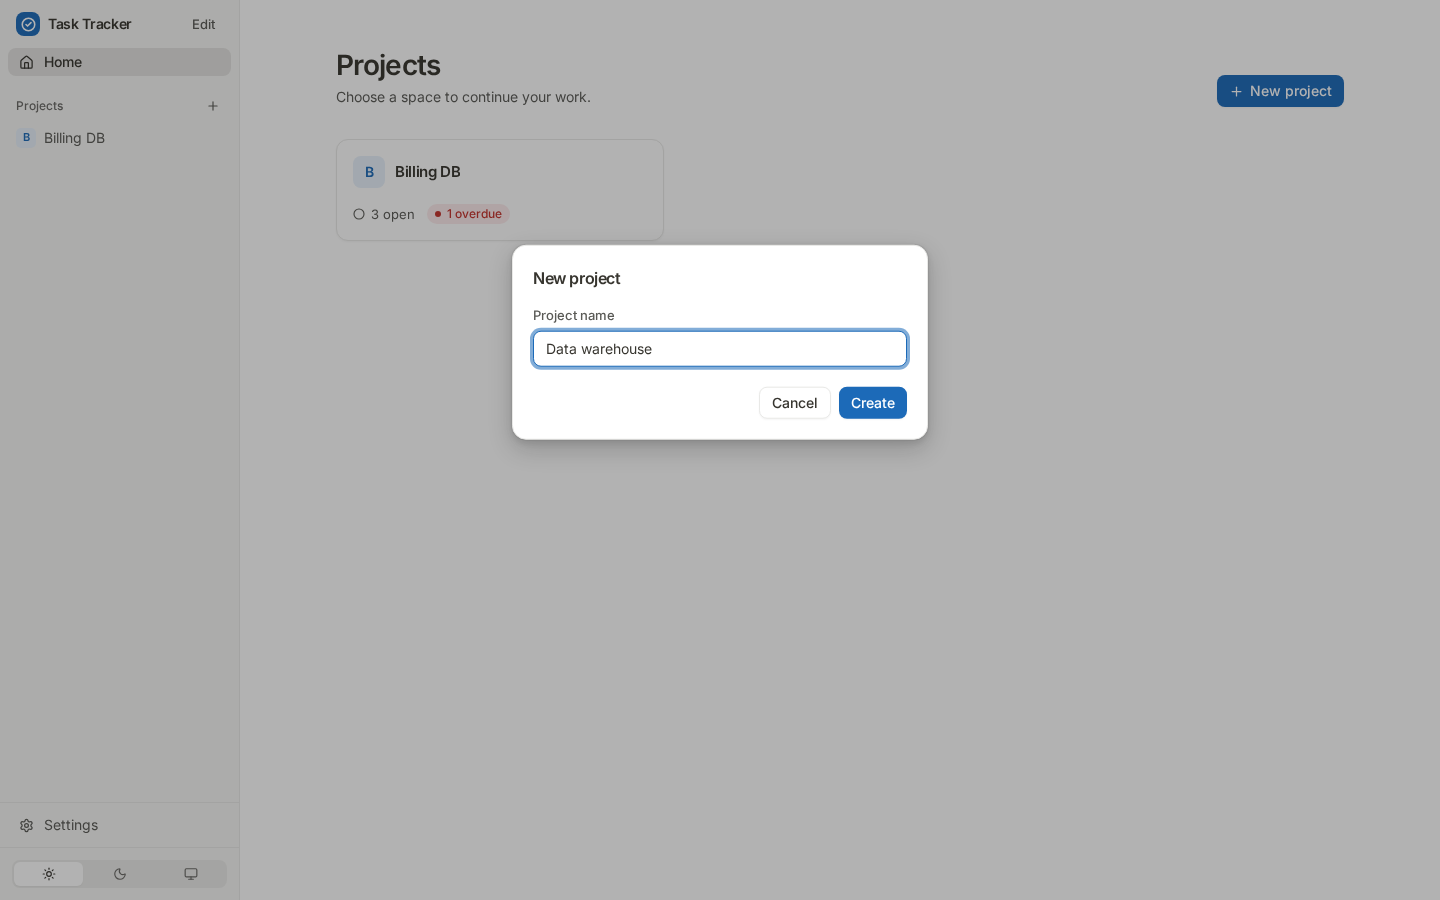 Task Tracker
Edit
Home
Projects
B Billing DB
Settings
Projects
Choose a space to continue your work.
New project
B Billing DB
3 open 1 overdue
New project
Project name
Data warehouse
Cancel Create